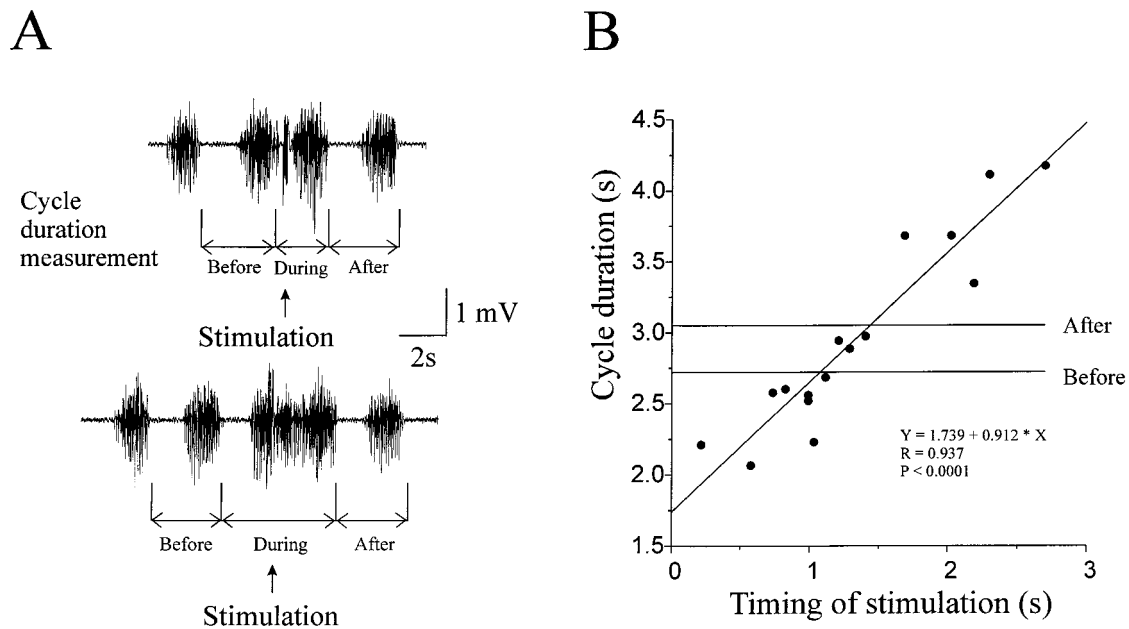 A
Cycle
duration
measurement
Before During After
Stimulation
1 mV
2s
Before During After
Stimulation
B
Cycle duration (s)
4.5
4.0
3.5
3.0
2.5
2.0
1.5
After
Before
Y = 1.739 + 0.912 * X
R = 0.937
P < 0.0001
0 1 2 3
Timing of stimulation (s)